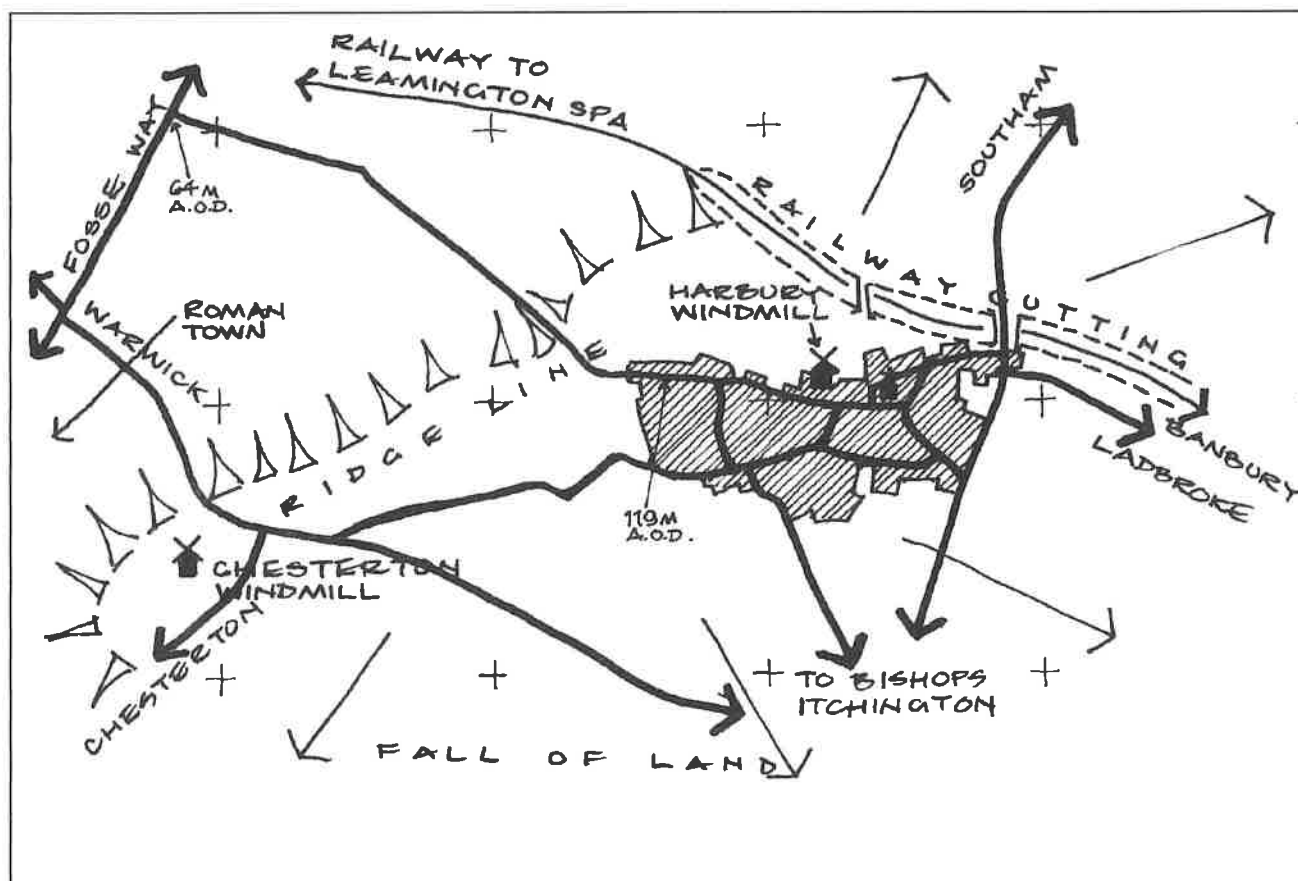 RAILWAY TO
LEAMINGTON SPA
FOSSE WAY
64M
A.O.D.
SOUTHAM
RAILWAY CUTTING
WARWICK
ROMAN
TOWN
HARBURY
WINDMILL
RIDGE LINE
BANBURY
LADBROKE
119M
A.O.D.
CHESTERTON
WINDMILL
CHESTERTON
TO BISHOPS
ITCHINGTON
FALL OF LAND